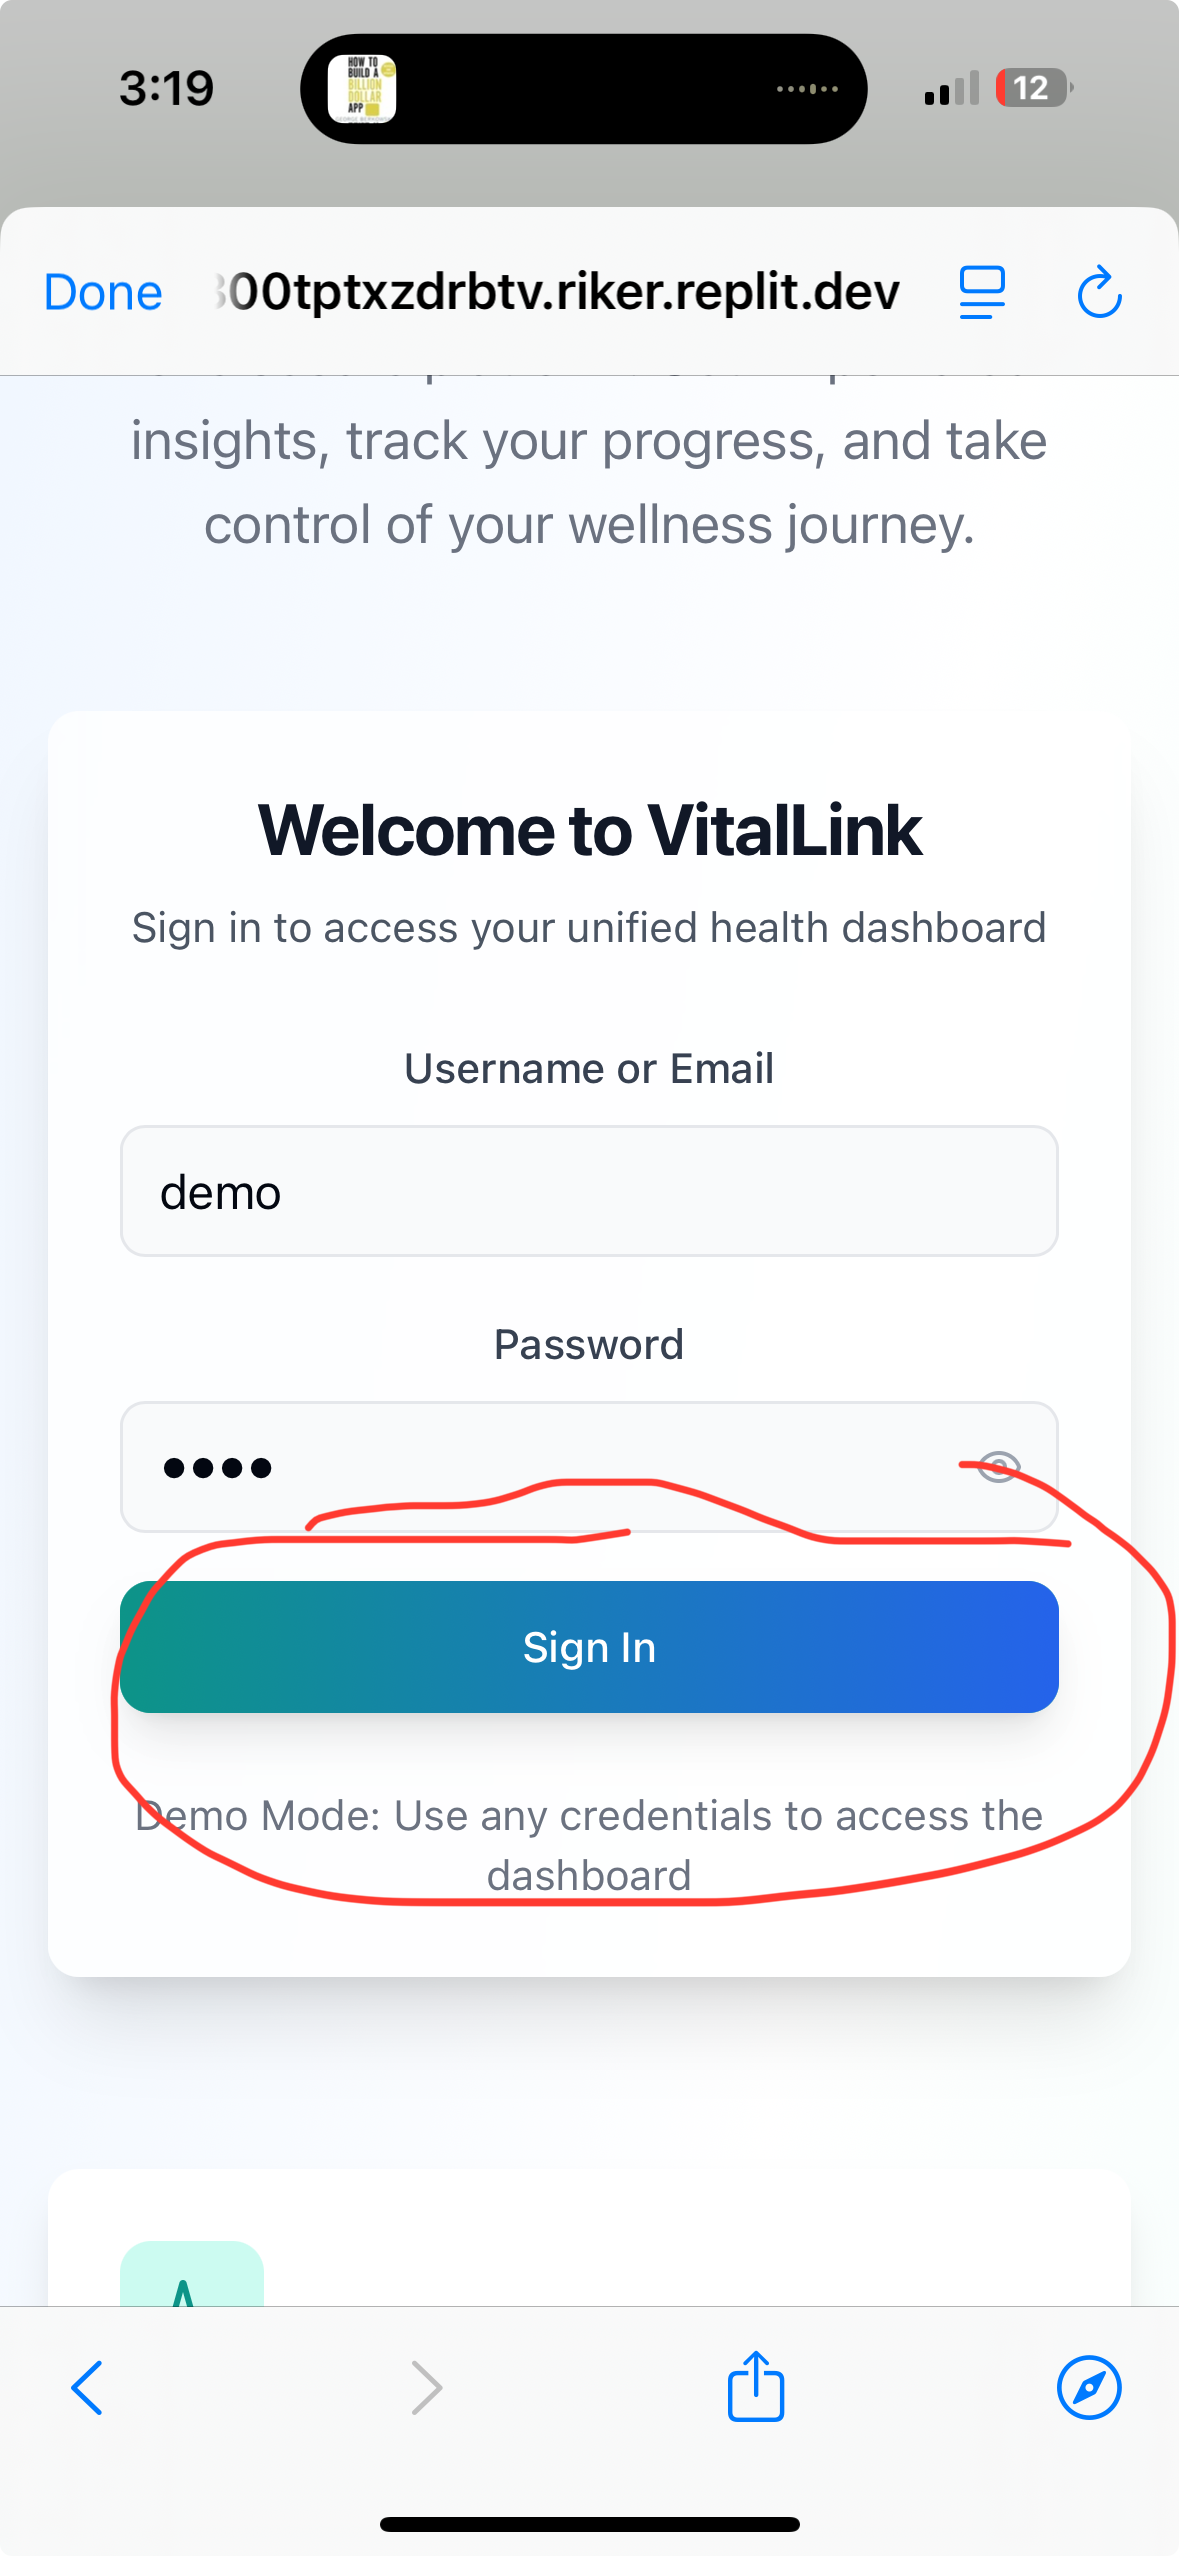 3:19
HOW TO
BUILD A
BILLION
DOLLAR
APP
12
Done
00tptxzdrbtv.riker.replit.dev
insights, track your progress, and take
control of your wellness journey.
Welcome to VitalLink
Sign in to access your unified health dashboard
Username or Email
demo
Password
Sign In
Demo Mode: Use any credentials to access the
dashboard